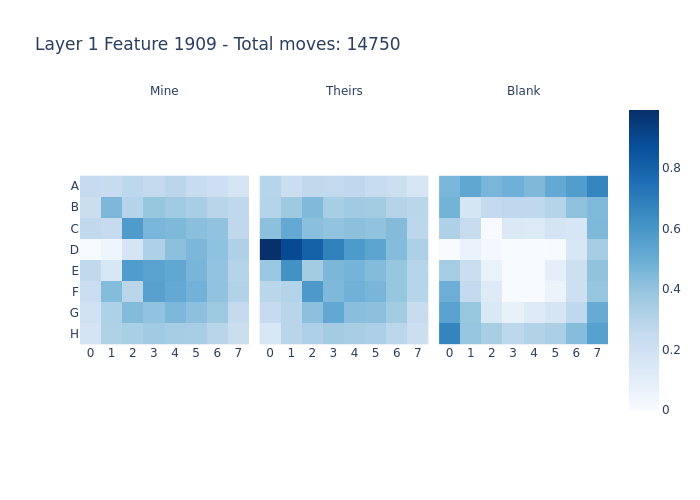 Layer 1 Feature 1909 - Total moves: 14750
Mine
Theirs
Blank
A
B
C
D
E
F
G
H
0 1 2 3 4 5 6 7
0 1 2 3 4 5 6 7
0 1 2 3 4 5 6 7
0.8
0.6
0.4
0.2
0